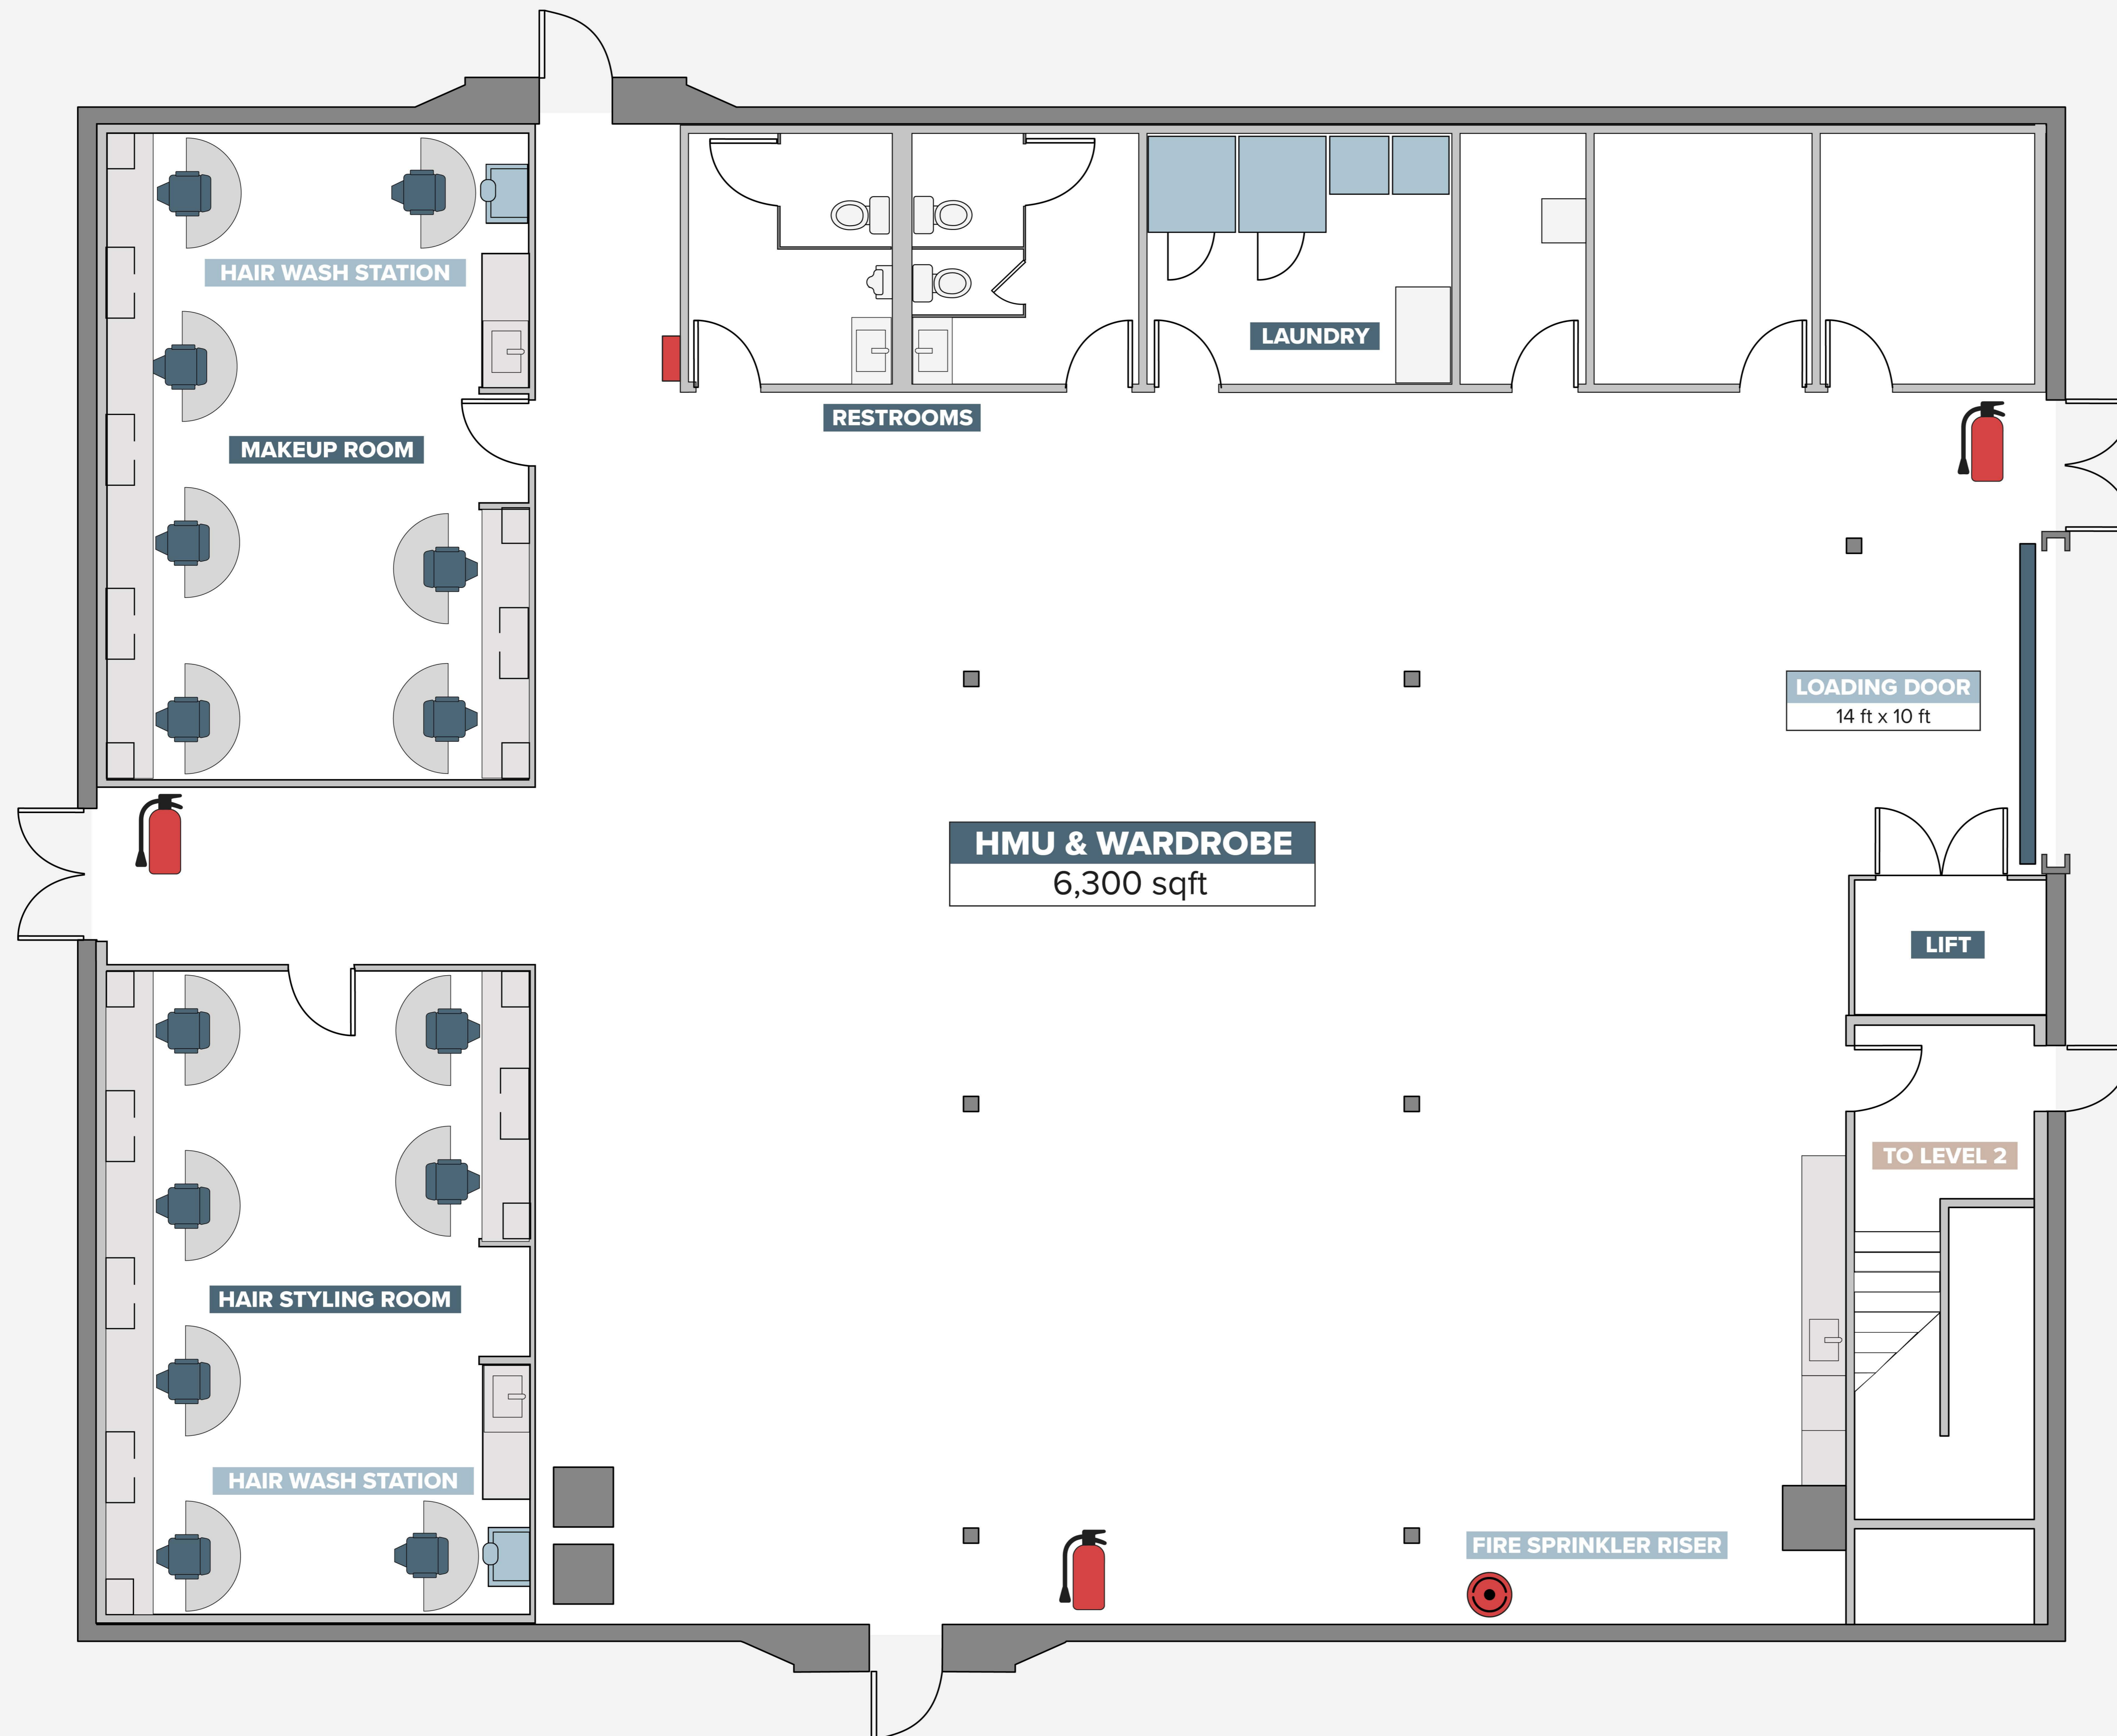 HAIR WASH STATION
LAUNDRY
RESTROOMS
MAKEUP ROOM
LOADING DOOR
14 ft x 10 ft
HMU & WARDROBE
6,300 sqft
LIFT
TO LEVEL 2
HAIR STYLING ROOM
HAIR WASH STATION
FIRE SPRINKLER RISER